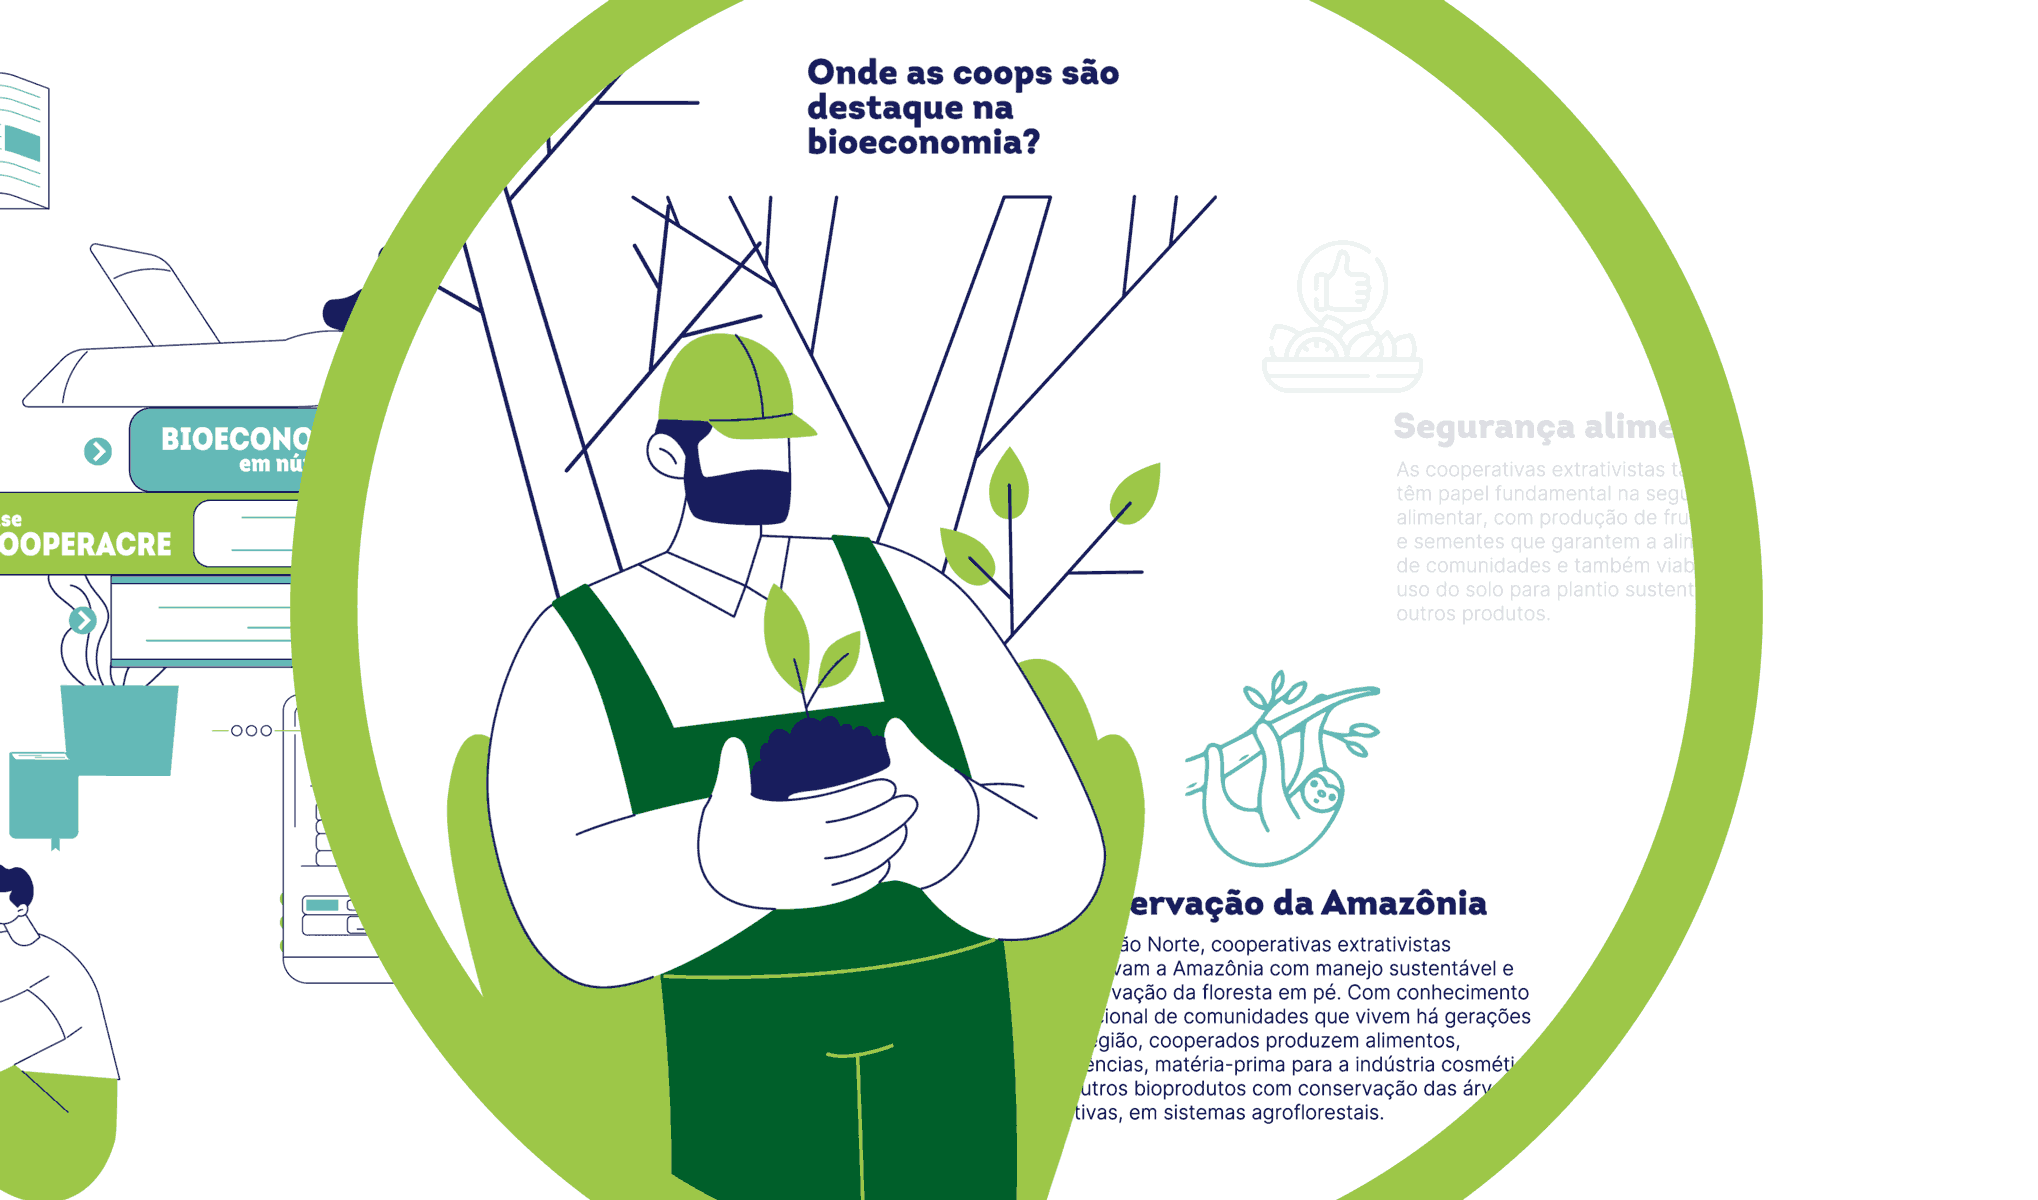 Onde as coops são
destaque na
bioeconomia?
BIOECONO
em nú
se
OOPERACRE
Segurança alime
As cooperativas extrativistas t
têm papel fundamental na segu
alimentar, com produção de fru
e sementes que garantem a alin
de comunidades e também viab
uso do solo para plantio sustent
outros produtos.
ervação da Amazônia
ão Norte, cooperativas extrativistas
vam a Amazônia com manejo sustentável e
vação da floresta em pé. Com conhecimento
cional de comunidades que vivem há gerações
egião, cooperados produzem alimentos,
ências, matéria-prima para a indústria cosméti
utros bioprodutos com conservação das árv
tivas, em sistemas agroflorestais.